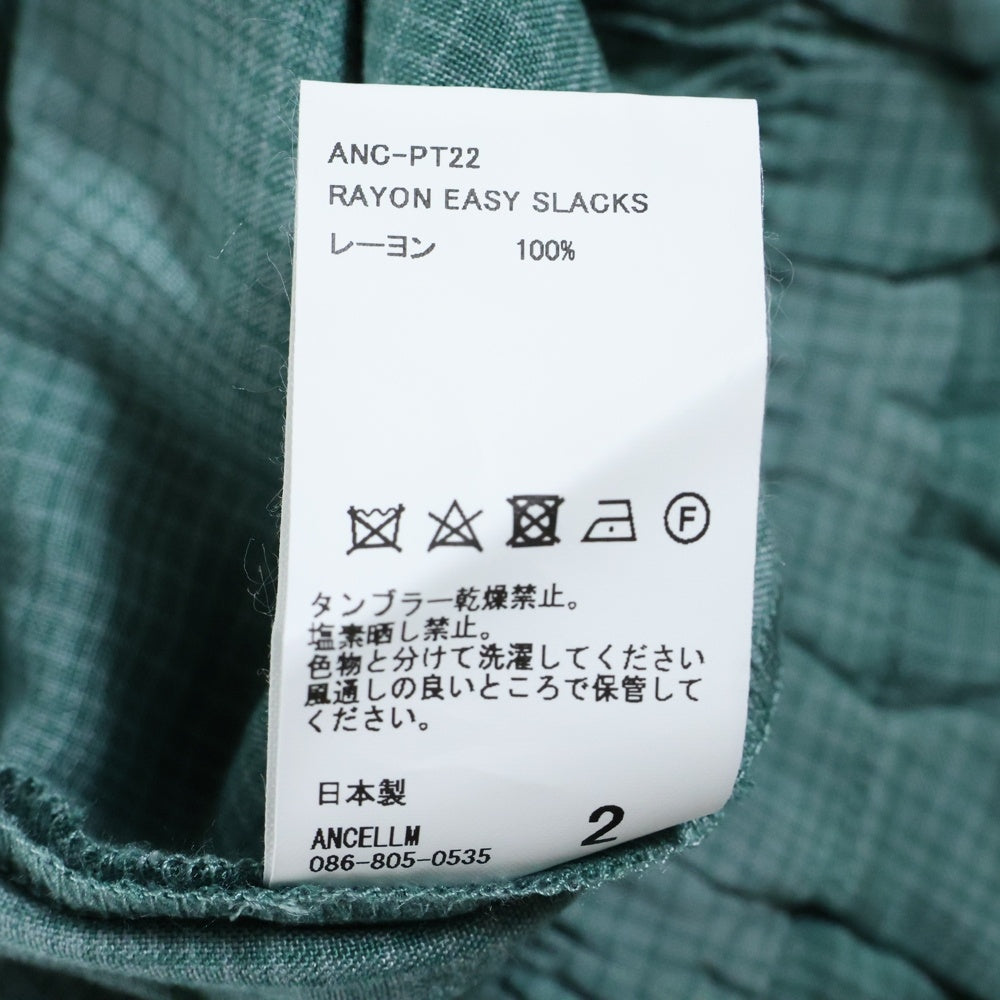 ANC-PT22
RAYON EASY SLACKS
レーヨン 100%
F
タンブラー乾燥禁止。
塩素晒し禁止。
色物と分けて洗濯してください
風通しの良いところで保管して
ください。
日本製
ANCELLM 2
086-805-0535